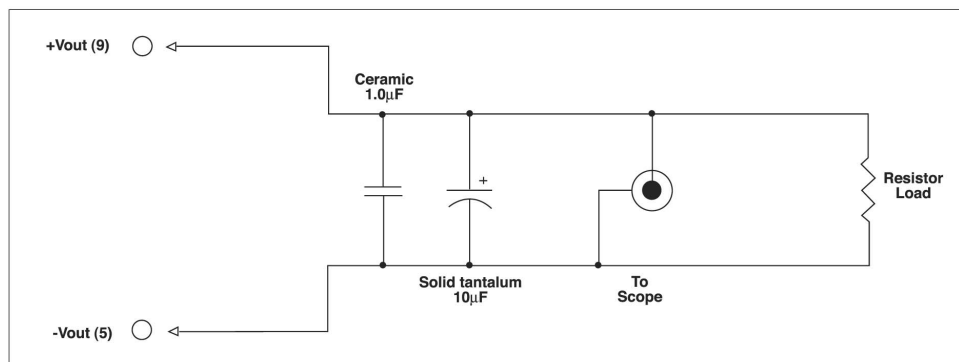 +Vout (9)
Ceramic
1.0µF
+
Resistor
Load
Solid tantalum
10µF
To
Scope
-Vout (5)